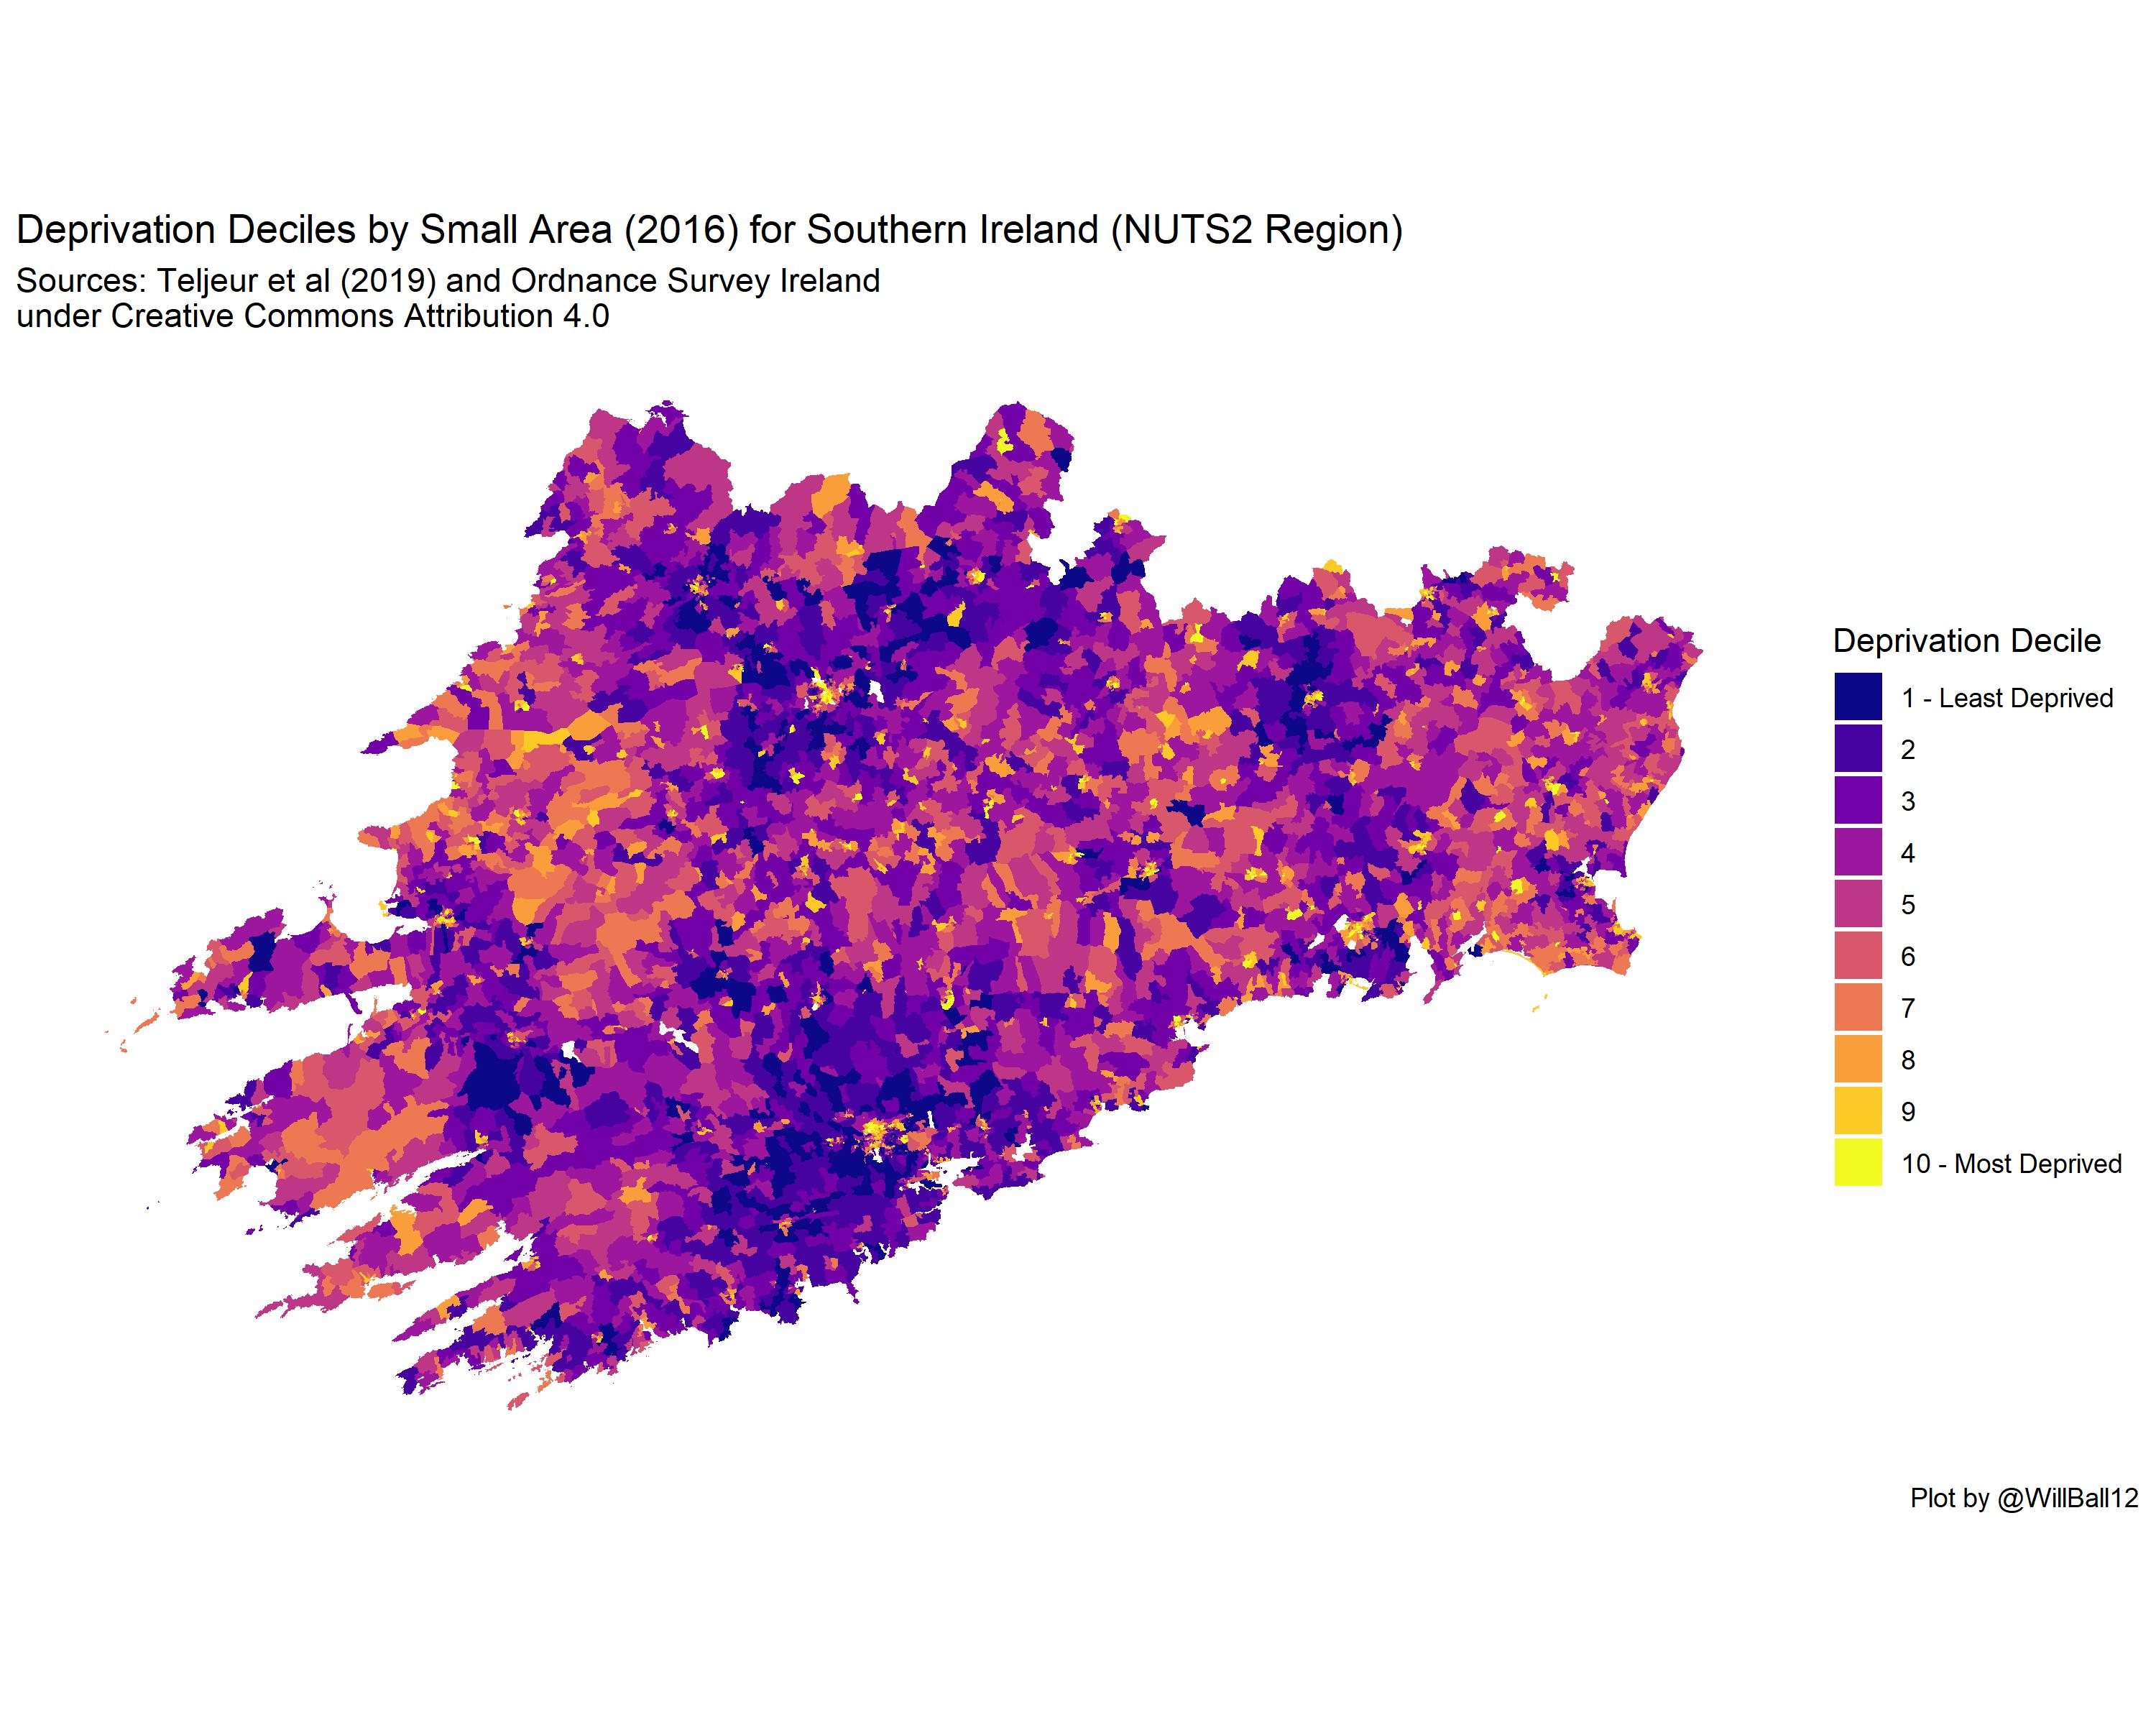 Deprivation Deciles by Small Area (2016) for Southern Ireland (NUTS2 Region)
Sources: Teljeur et al (2019) and Ordnance Survey Ireland
under Creative Commons Attribution 4.0
Deprivation Decile
1 - Least Deprived
2
3
4
5
6
7
8
9
10 - Most Deprived
Plot by @WillBall12